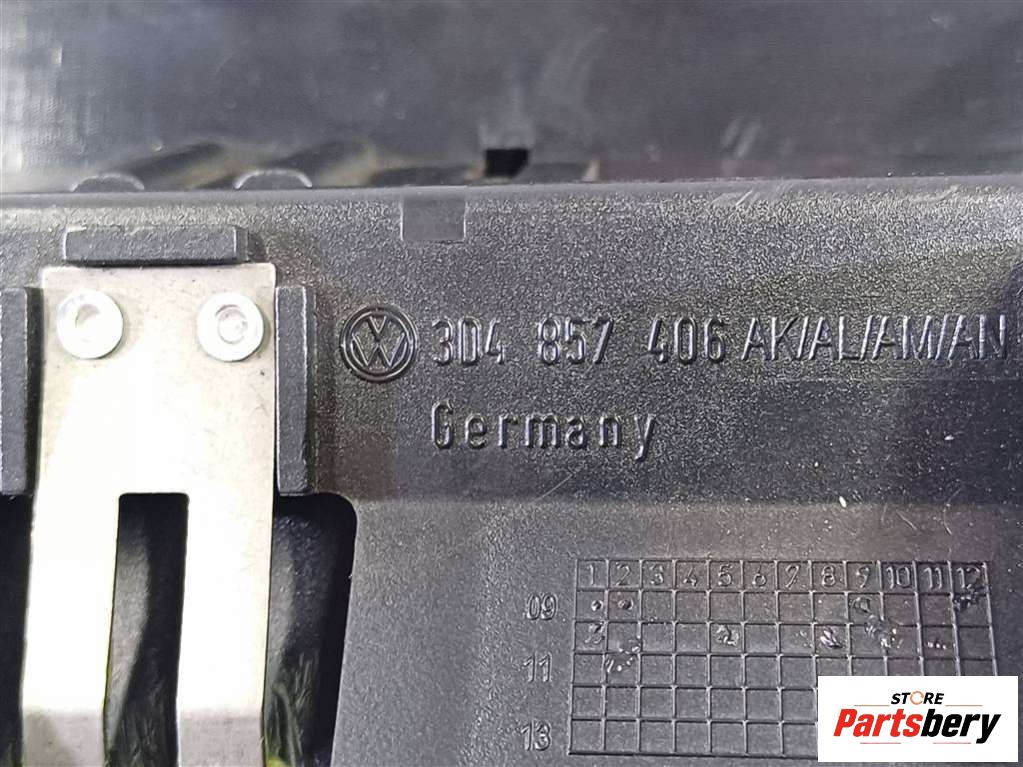 3D4 857 406 AK/AL/AM/AN
Germany
1 2 3 4 5 6 7 8 9 10 11 12
09
11
13
STORE
Partsbery